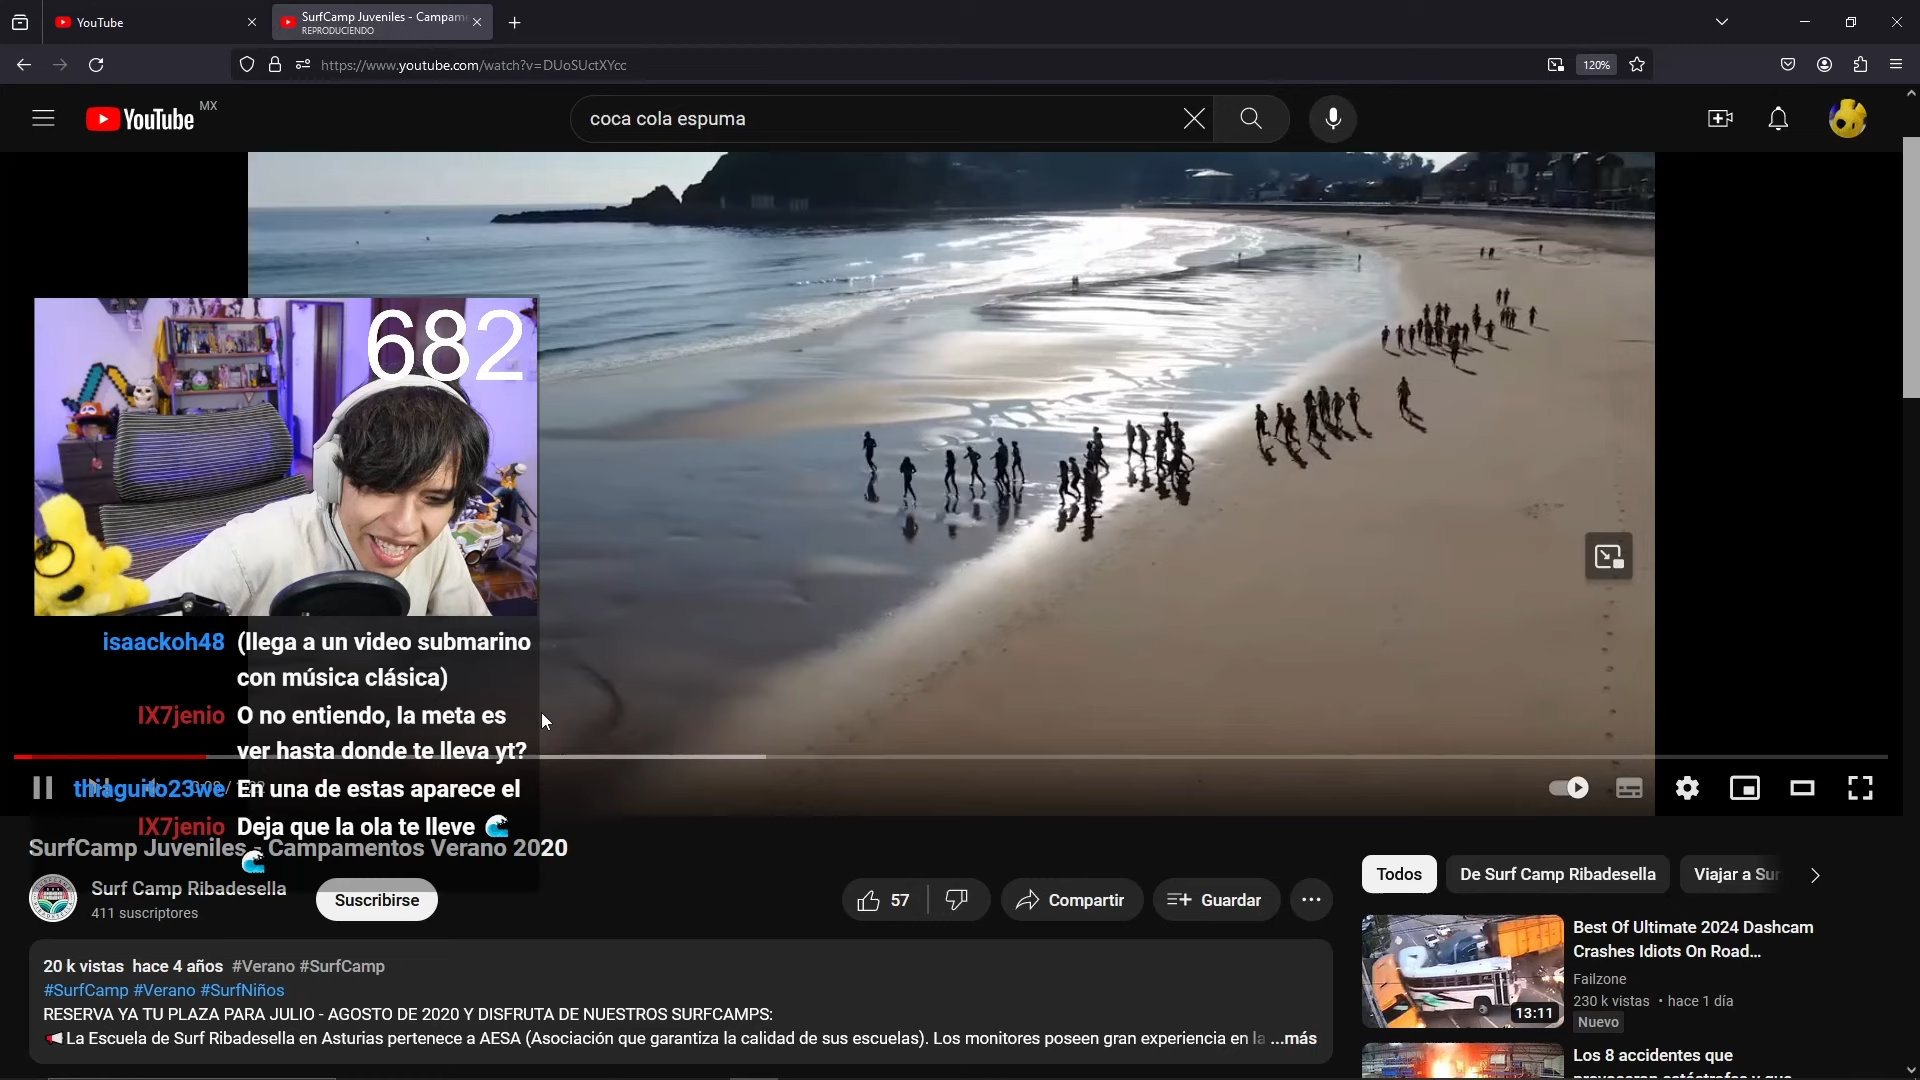 YouTube
SurfCamp Juveniles - Campam
REPRODUCIENDO
https://www.youtube.com/watch?v=DUoSUctXYcc
120%
YouTube MX
coca cola espuma
682
isaackoh48 (llega a un video submarino
con música clásica)
IX7jenio O no entiendo, la meta es
ver hasta donde te lleva yt?
thiaguito23we En una de estas aparece el
IX7jenio Deja que la ola te lleve 🌊
🌊
SurfCamp Juveniles - Campamentos Verano 2020
Surf Camp Ribadesella
411 suscriptores
Suscribirse
57
Compartir
Guardar
20 k vistas hace 4 años #Verano #SurfCamp
#SurfCamp #Verano #SurfNiños
RESERVA YA TU PLAZA PARA JULIO - AGOSTO DE 2020 Y DISFRUTA DE NUESTROS SURFCAMPS:
📢 La Escuela de Surf Ribadesella en Asturias pertenece a AESA (Asociación que garantiza la calidad de sus escuelas). Los monitores poseen gran experiencia en la ...más
Todos
De Surf Camp Ribadesella
Viajar a Sur
13:11
Best Of Ultimate 2024 Dashcam
Crashes Idiots On Road...
Failzone
230 k vistas • hace 1 día
Nuevo
Los 8 accidentes que